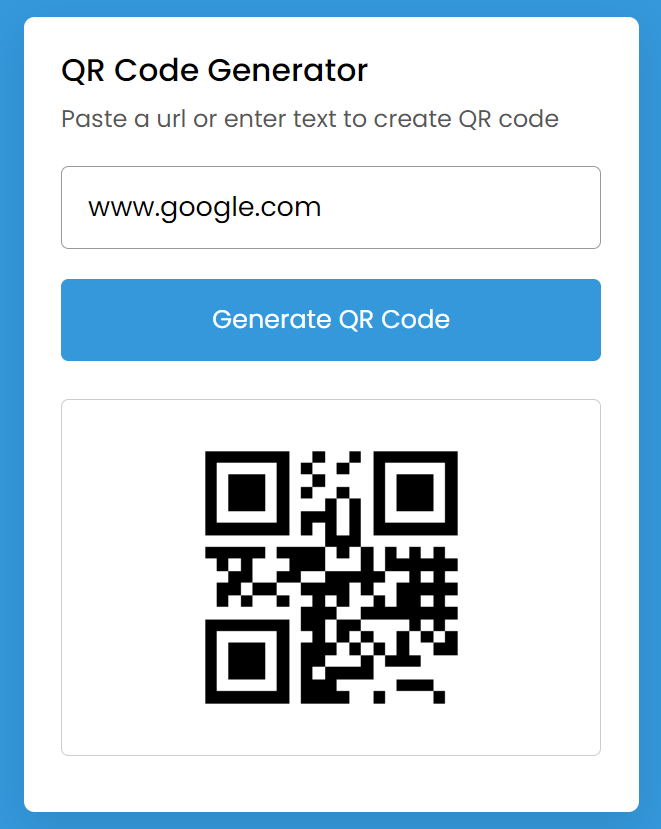 QR Code Generator
Paste a url or enter text to create QR code
www.google.com
Generate QR Code